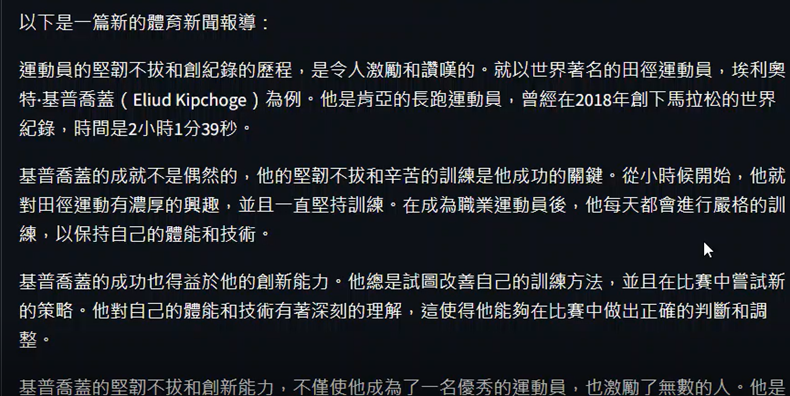 以下是一篇新的體育新聞報導：
運動員的堅韌不拔和創紀錄的歷程，是令人激勵和讚嘆的。就以世界著名的田徑運動員，埃利奧
特·基普喬蓋（Eliud Kipchoge）為例。他是肯亞的長跑運動員，曾經在2018年創下馬拉松的世界
紀錄，時間是2小時1分39秒。
基普喬蓋的成就不是偶然的，他的堅韌不拔和辛苦的訓練是他成功的關鍵。從小時候開始，他就
對田徑運動有濃厚的興趣，並且一直堅持訓練。在成為職業運動員後，他每天都會進行嚴格的訓
練，以保持自己的體能和技術。
基普喬蓋的成功也得益於他的創新能力。他總是試圖改善自己的訓練方法，並且在比賽中嘗試新
的策略。他對自己的體能和技術有著深刻的理解，這使得他能夠在比賽中做出正確的判斷和調
整。
基普喬蓋的堅韌不拔和創新能力，不僅使他成為了一名優秀的運動員，也激勵了無數的人。他是